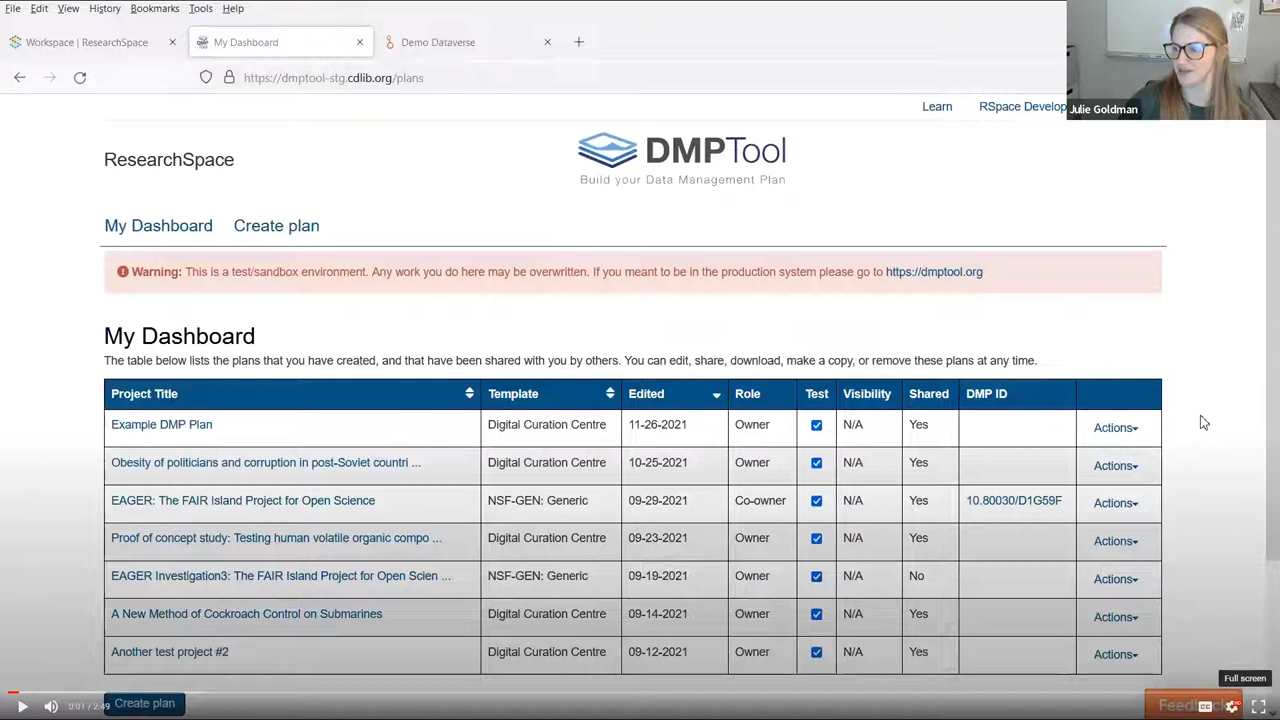 File Edit View History Bookmarks Tools Help
Workspace | ResearchSpace
My Dashboard
Demo Dataverse
https://dmptool-stg.cdlib.org/plans
Julie Goldman
Learn RSpace Develop
ResearchSpace
DMPTool
Build your Data Management Plan
My Dashboard Create plan
Warning: This is a test/sandbox environment. Any work you do here may be overwritten. If you meant to be in the production system please go to https://dmptool.org
My Dashboard
The table below lists the plans that you have created, and that have been shared with you by others. You can edit, share, download, make a copy, or remove these plans at any time.
Project Title Template Edited Role Test Visibility Shared DMP ID
Example DMP Plan Digital Curation Centre 11-26-2021 Owner N/A Yes Actions
Obesity of politicians and corruption in post-Soviet countri ... Digital Curation Centre 10-25-2021 Owner N/A Yes Actions
EAGER: The FAIR Island Project for Open Science NSF-GEN: Generic 09-29-2021 Co-owner N/A Yes 10.80030/D1G59F Actions
Proof of concept study: Testing human volatile organic compo ... Digital Curation Centre 09-23-2021 Owner N/A Yes Actions
EAGER Investigation3: The FAIR Island Project for Open Scien ... NSF-GEN: Generic 09-19-2021 Owner N/A No Actions
A New Method of Cockroach Control on Submarines Digital Curation Centre 09-14-2021 Owner N/A Yes Actions
Another test project #2 Digital Curation Centre 09-12-2021 Owner N/A Yes Actions
Full screen
0:01 / 2:49 Create plan Feedback HD